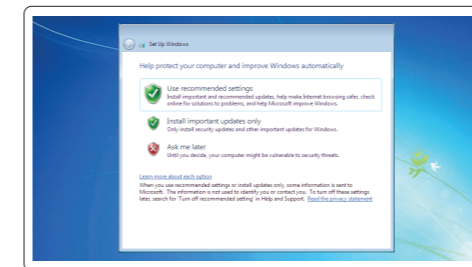 Set Up Windows
Help protect your computer and improve Windows automatically
Use recommended settings
Install important and recommended updates, help make Internet browsing safer, check
online for solutions to problems, and help Microsoft improve Windows.
Install important updates only
Only install security updates and other important updates for Windows.
Ask me later
Until you decide, your computer might be vulnerable to security threats.
Learn more about each option
When you use recommended settings or install updates only, some information is sent to
Microsoft. The information is not used to identify you or contact you. To turn off these settings
later, search for 'Turn off recommended setting' in Help and Support. Read the privacy statement